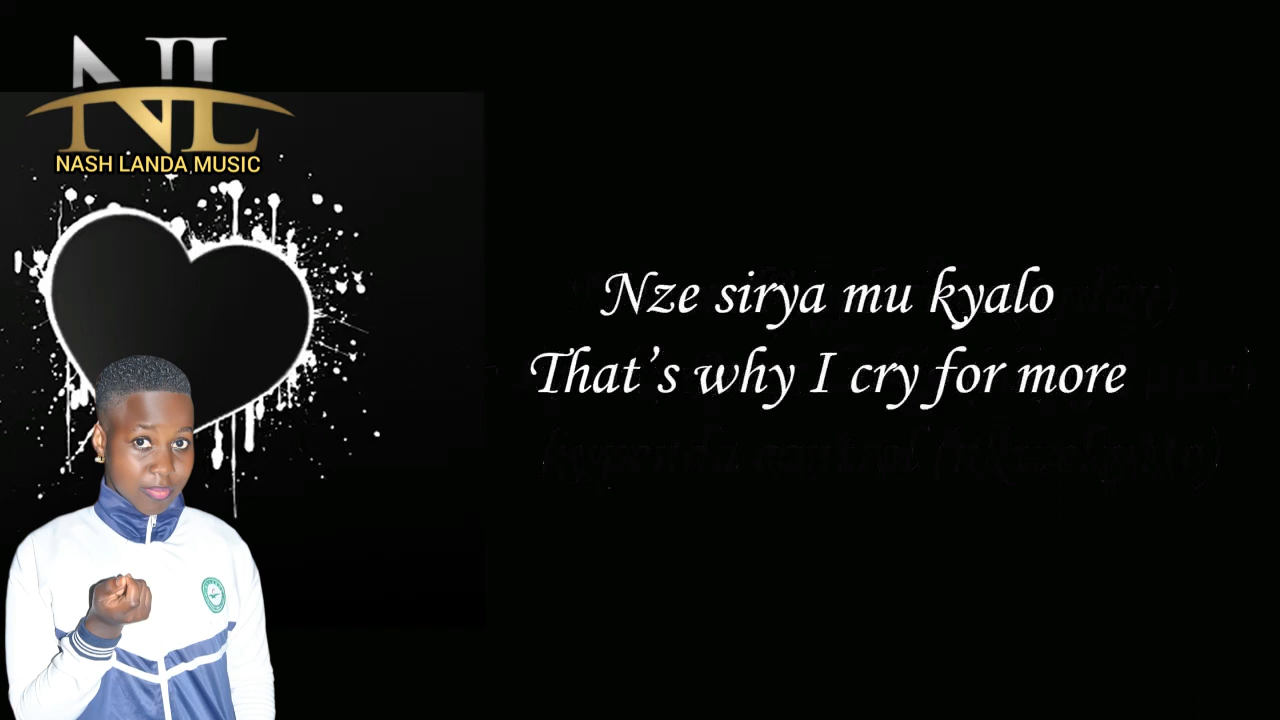 NL
NASH LANDA MUSIC
Nze sirya mu kyalo
That's why I cry for more